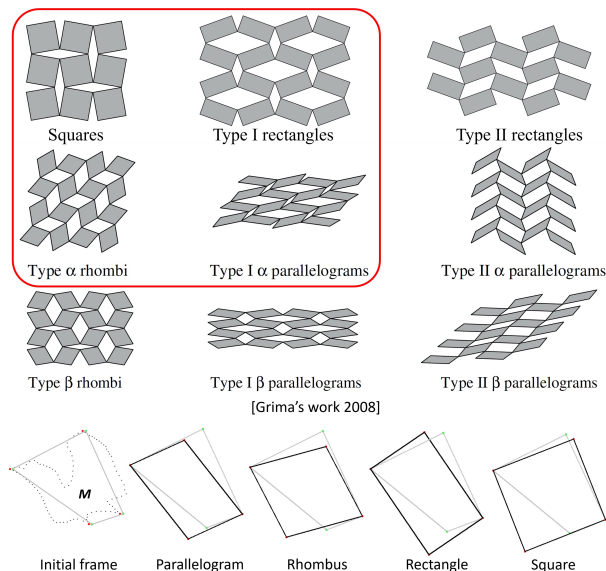 Squares Type I rectangles Type II rectangles
Type α rhombi Type I α parallelograms Type II α parallelograms
Type β rhombi Type I β parallelograms Type II β parallelograms
[Grima's work 2008]
M
Initial frame Parallelogram Rhombus Rectangle Square